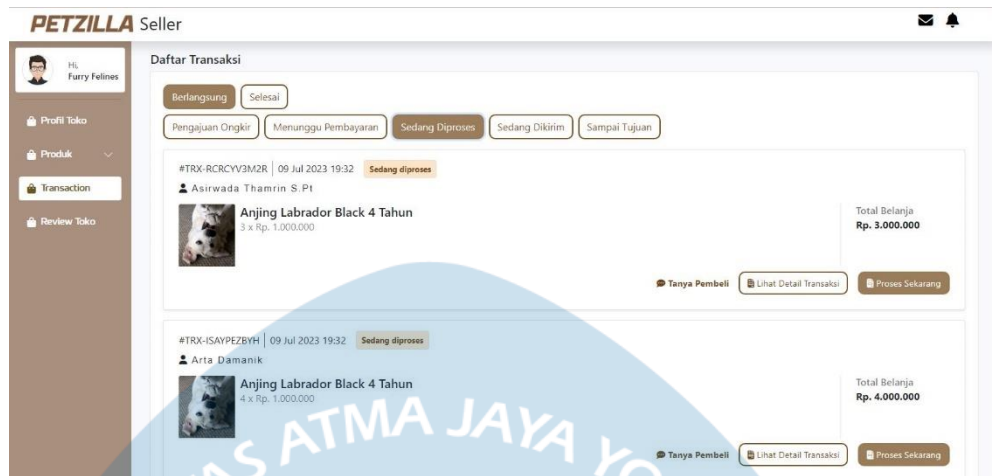 PETZILLA Seller
Hi,
Furry Felines
Profil Toko
Produk
Transaction
Review Toko
Daftar Transaksi
Berlangsung Selesai
Pengajuan Ongkir Menunggu Pembayaran Sedang Diproses Sedang Dikirim Sampai Tujuan
#TRX-RCRCYV3M2R 09 Jul 2023 19:32 Sedang diproses
Asirwada Thamrin S.Pt
Anjing Labrador Black 4 Tahun
3 x Rp. 1.000.000
Total Belanja
Rp. 3.000.000
Tanya Pembeli Lihat Detail Transaksi Proses Sekarang
#TRX-ISAYPEZBYH 09 Jul 2023 19:32 Sedang diproses
Arta Damanik
Anjing Labrador Black 4 Tahun
4 x Rp. 1.000.000
Total Belanja
Rp. 4.000.000
Tanya Pembeli Lihat Detail Transaksi Proses Sekarang
AS ATMA JAYA YO